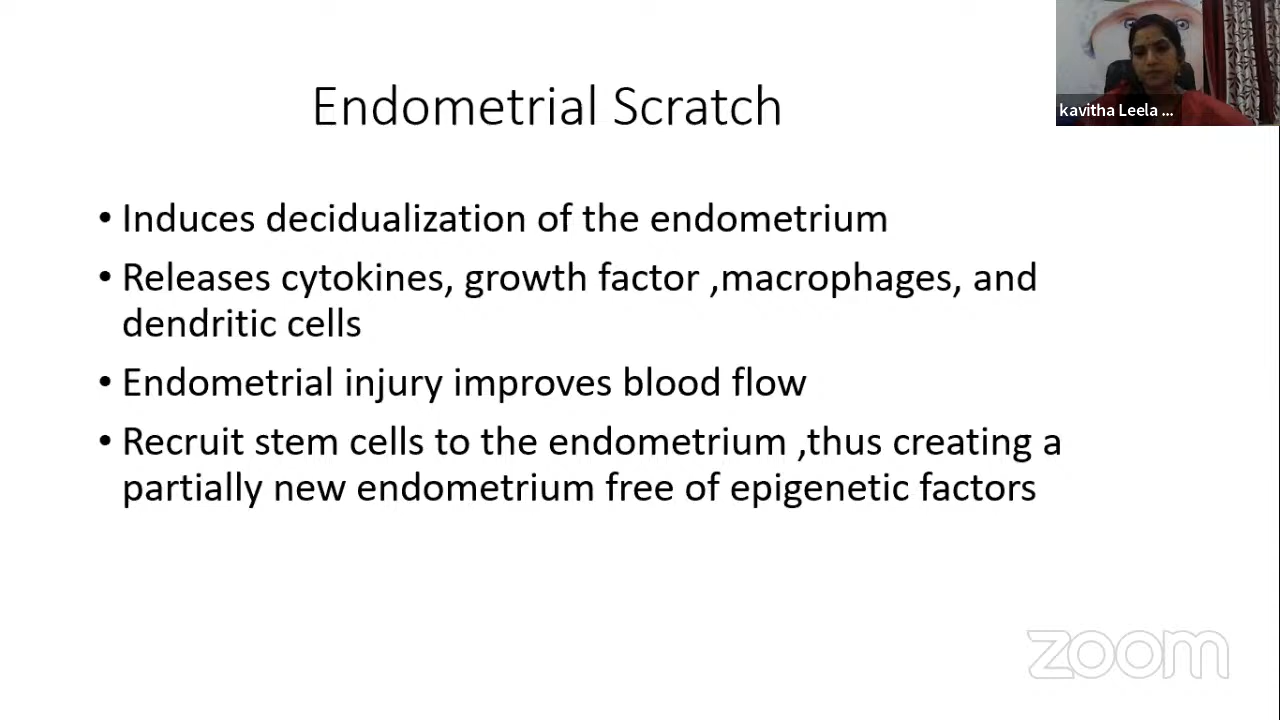 kavitha Leela ...
Endometrial Scratch
• Induces decidualization of the endometrium
• Releases cytokines, growth factor ,macrophages, and
dendritic cells
• Endometrial injury improves blood flow
• Recruit stem cells to the endometrium ,thus creating a
partially new endometrium free of epigenetic factors
zoom